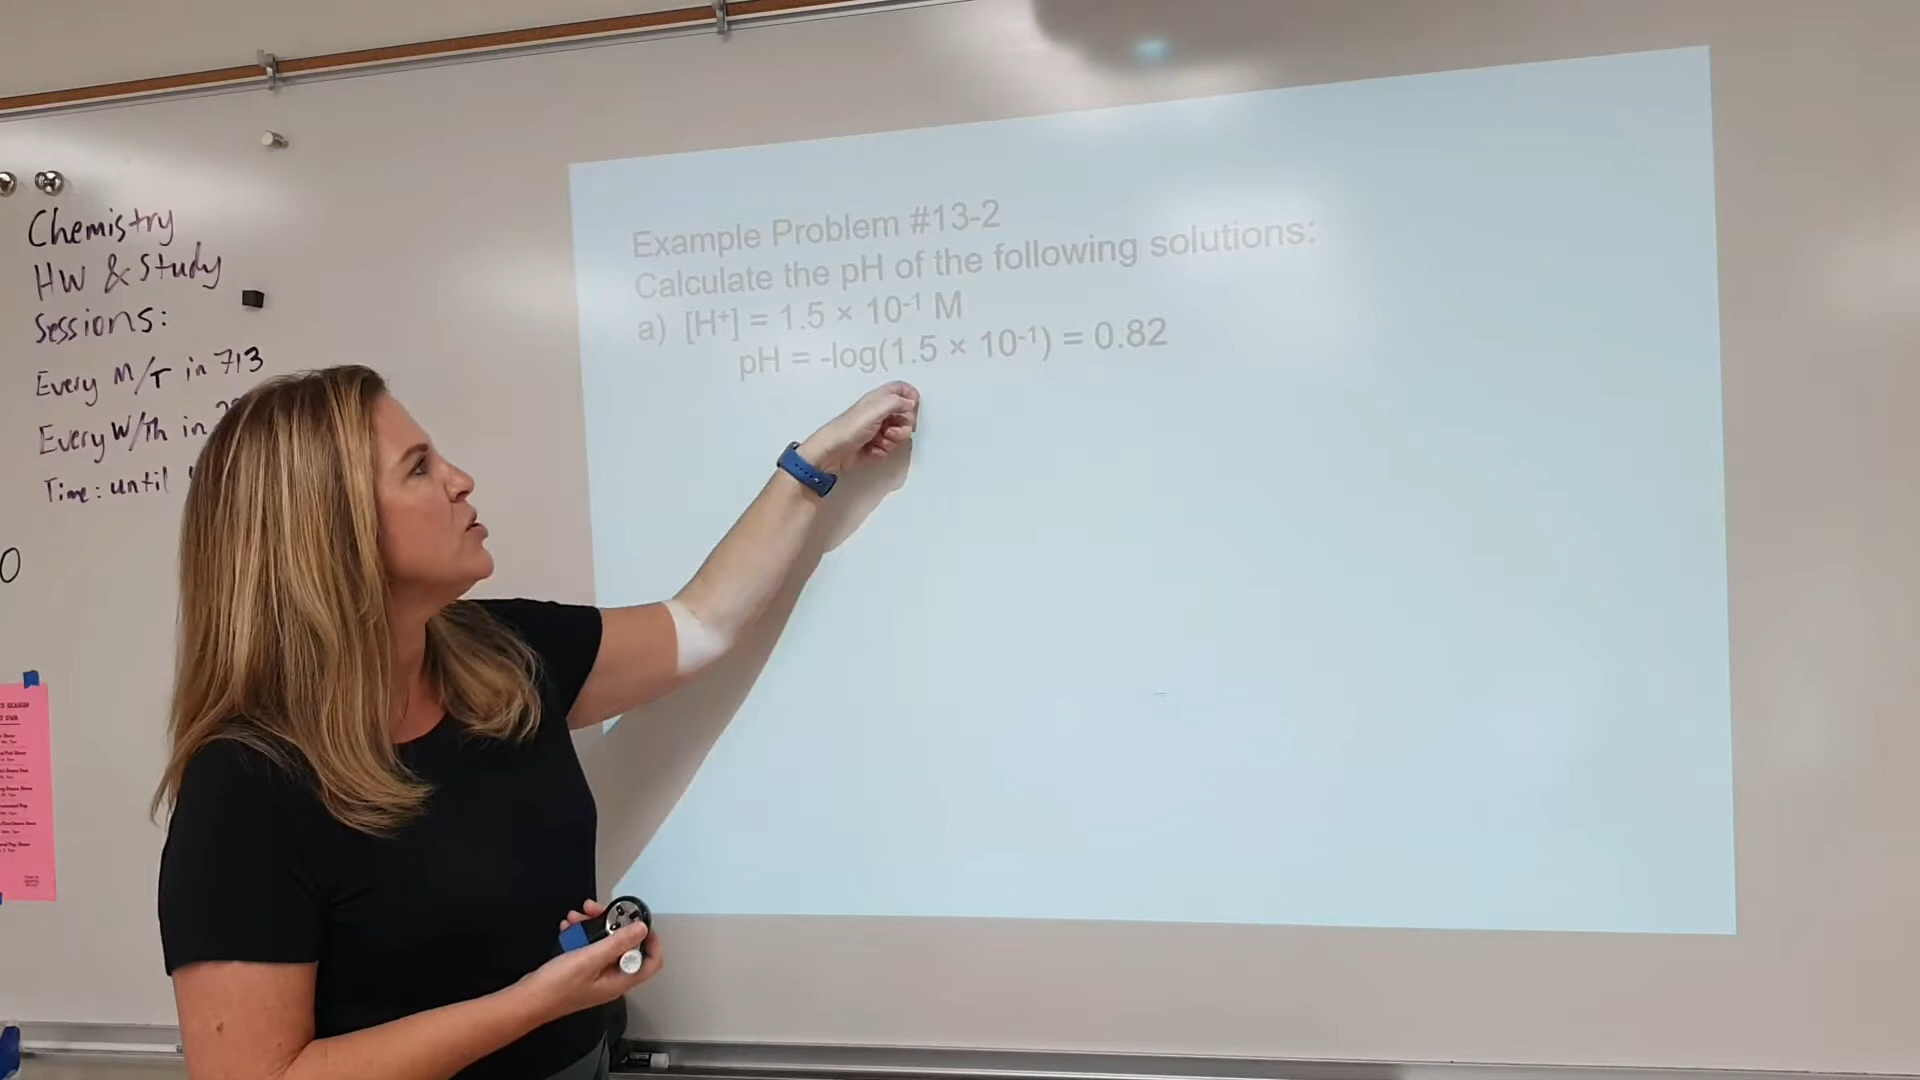 Chemistry
HW & Study
Sessions:
Every M/T in 713
Every W/Th in
Time: until
Example Problem #13-2
Calculate the pH of the following solutions:
a) [H⁺] = 1.5 × 10⁻¹ M
pH = -log(1.5 × 10⁻¹) = 0.82